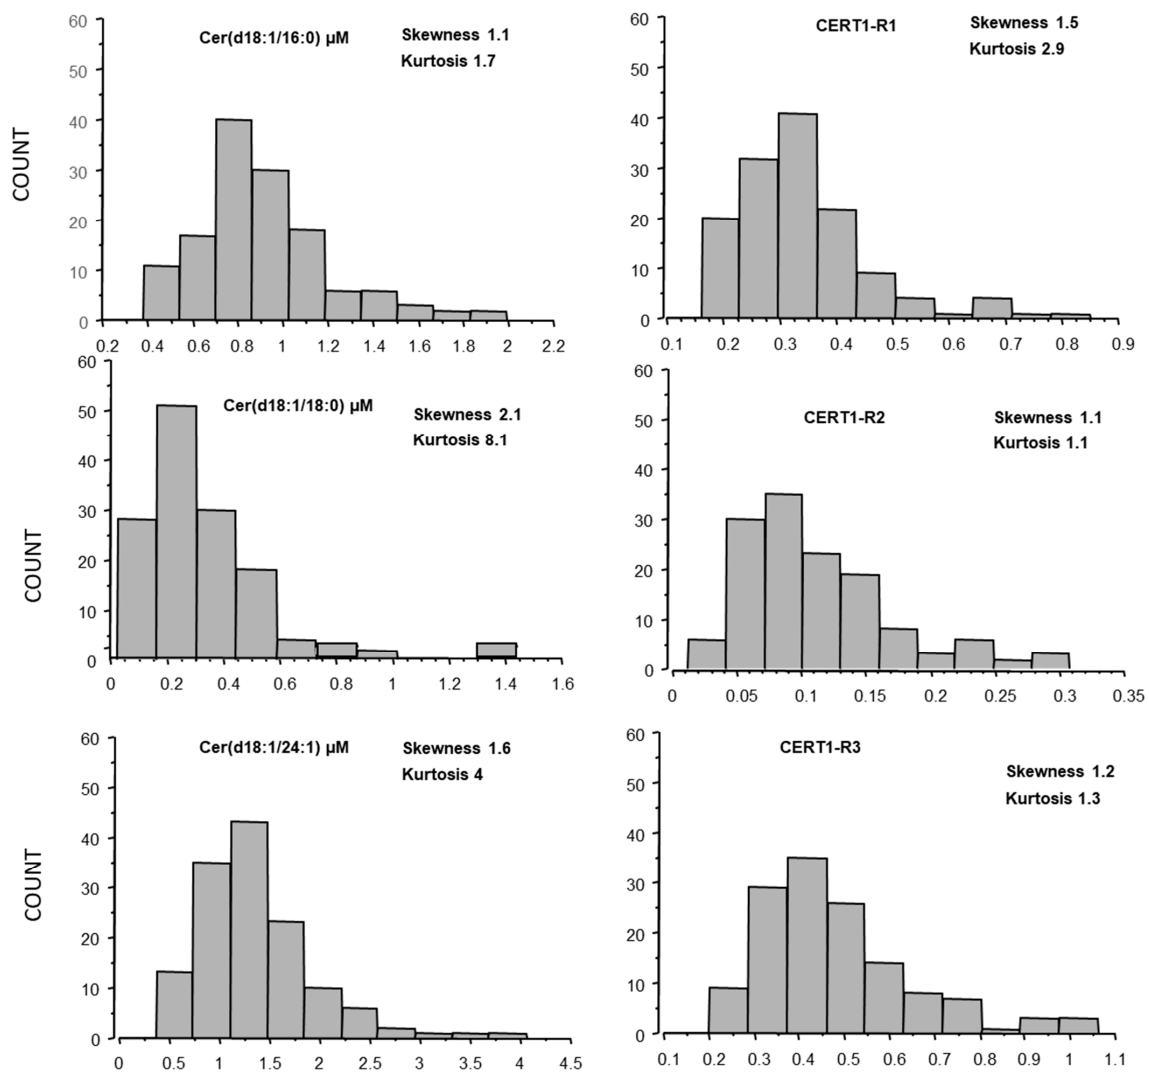 Cer(d18:1/16:0) µM
Skewness 1.1
Kurtosis 1.7
COUNT
60
50
40
30
20
10
0
0.2 0.4 0.6 0.8 1 1.2 1.4 1.6 1.8 2 2.2
CERT1-R1
Skewness 1.5
Kurtosis 2.9
60
50
40
30
20
10
0
0.1 0.2 0.3 0.4 0.5 0.6 0.7 0.8 0.9
Cer(d18:1/18:0) µM
Skewness 2.1
Kurtosis 8.1
COUNT
60
50
40
30
20
10
0
0 0.2 0.4 0.6 0.8 1 1.2 1.4 1.6
CERT1-R2
Skewness 1.1
Kurtosis 1.1
60
50
40
30
20
10
0
0 0.05 0.1 0.15 0.2 0.25 0.3 0.35
Cer(d18:1/24:1) µM
Skewness 1.6
Kurtosis 4
COUNT
60
50
40
30
20
10
0
0 0.5 1 1.5 2 2.5 3 3.5 4 4.5
CERT1-R3
Skewness 1.2
Kurtosis 1.3
60
50
40
30
20
10
0
0.1 0.2 0.3 0.4 0.5 0.6 0.7 0.8 0.9 1 1.1